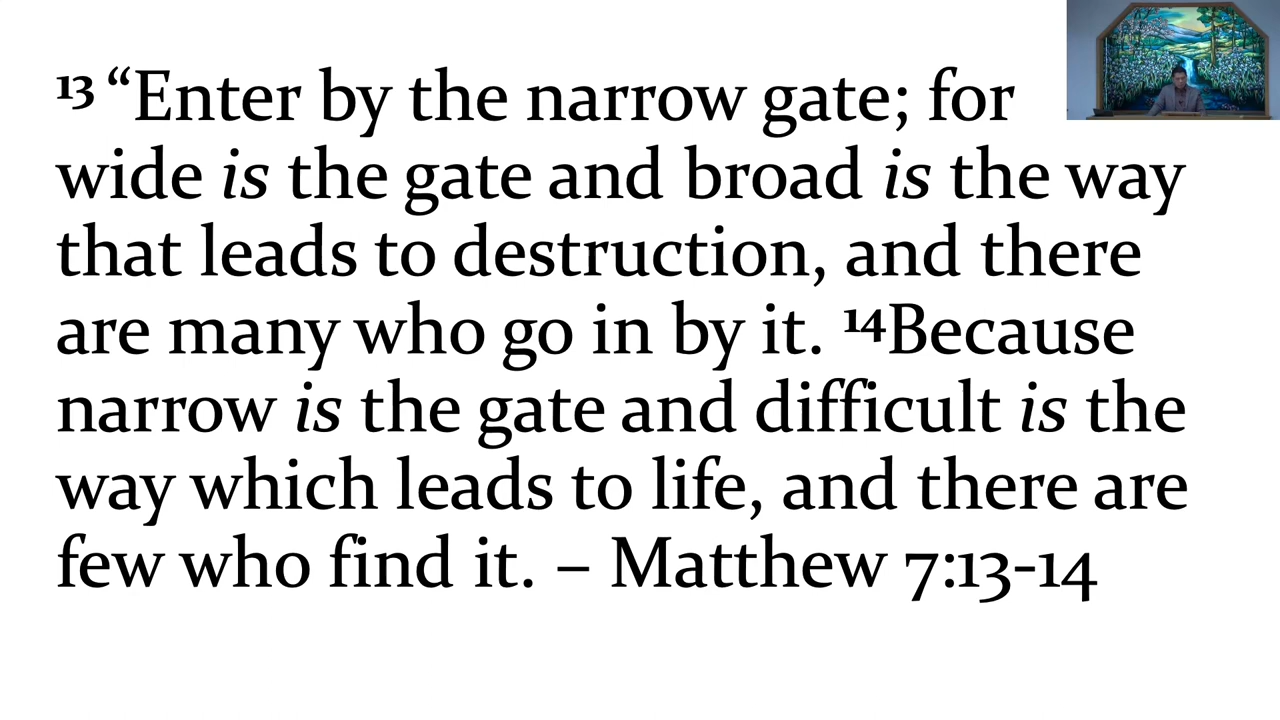 ¹³ “Enter by the narrow gate; for
wide is the gate and broad is the way
that leads to destruction, and there
are many who go in by it. ¹⁴Because
narrow is the gate and difficult is the
way which leads to life, and there are
few who find it. – Matthew 7:13-14